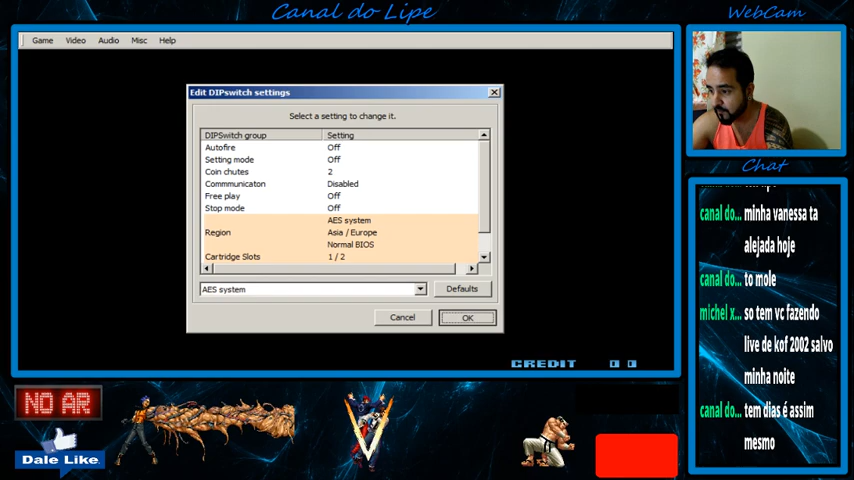 Canal do Lipe
WebCam
Game Video Audio Misc Help
Edit DIPswitch settings
Select a setting to change it.
DIPSwitch group Setting
Autofire Off
Setting mode Off
Coin chutes 2
Commmunicaton Disabled
Free play Off
Stop mode Off
AES system
Region Asia / Europe
Normal BIOS
Cartridge Slots 1 / 2
AES system Defaults
Cancel OK
CREDIT 00
Chat
canal do... minha vanessa ta
alejada hoje
canal do... to mole
michel x... so tem vc fazendo
live de kof 2002 salvo
minha noite
canal do... tem dias é assim
mesmo
NO AR
Dale Like.